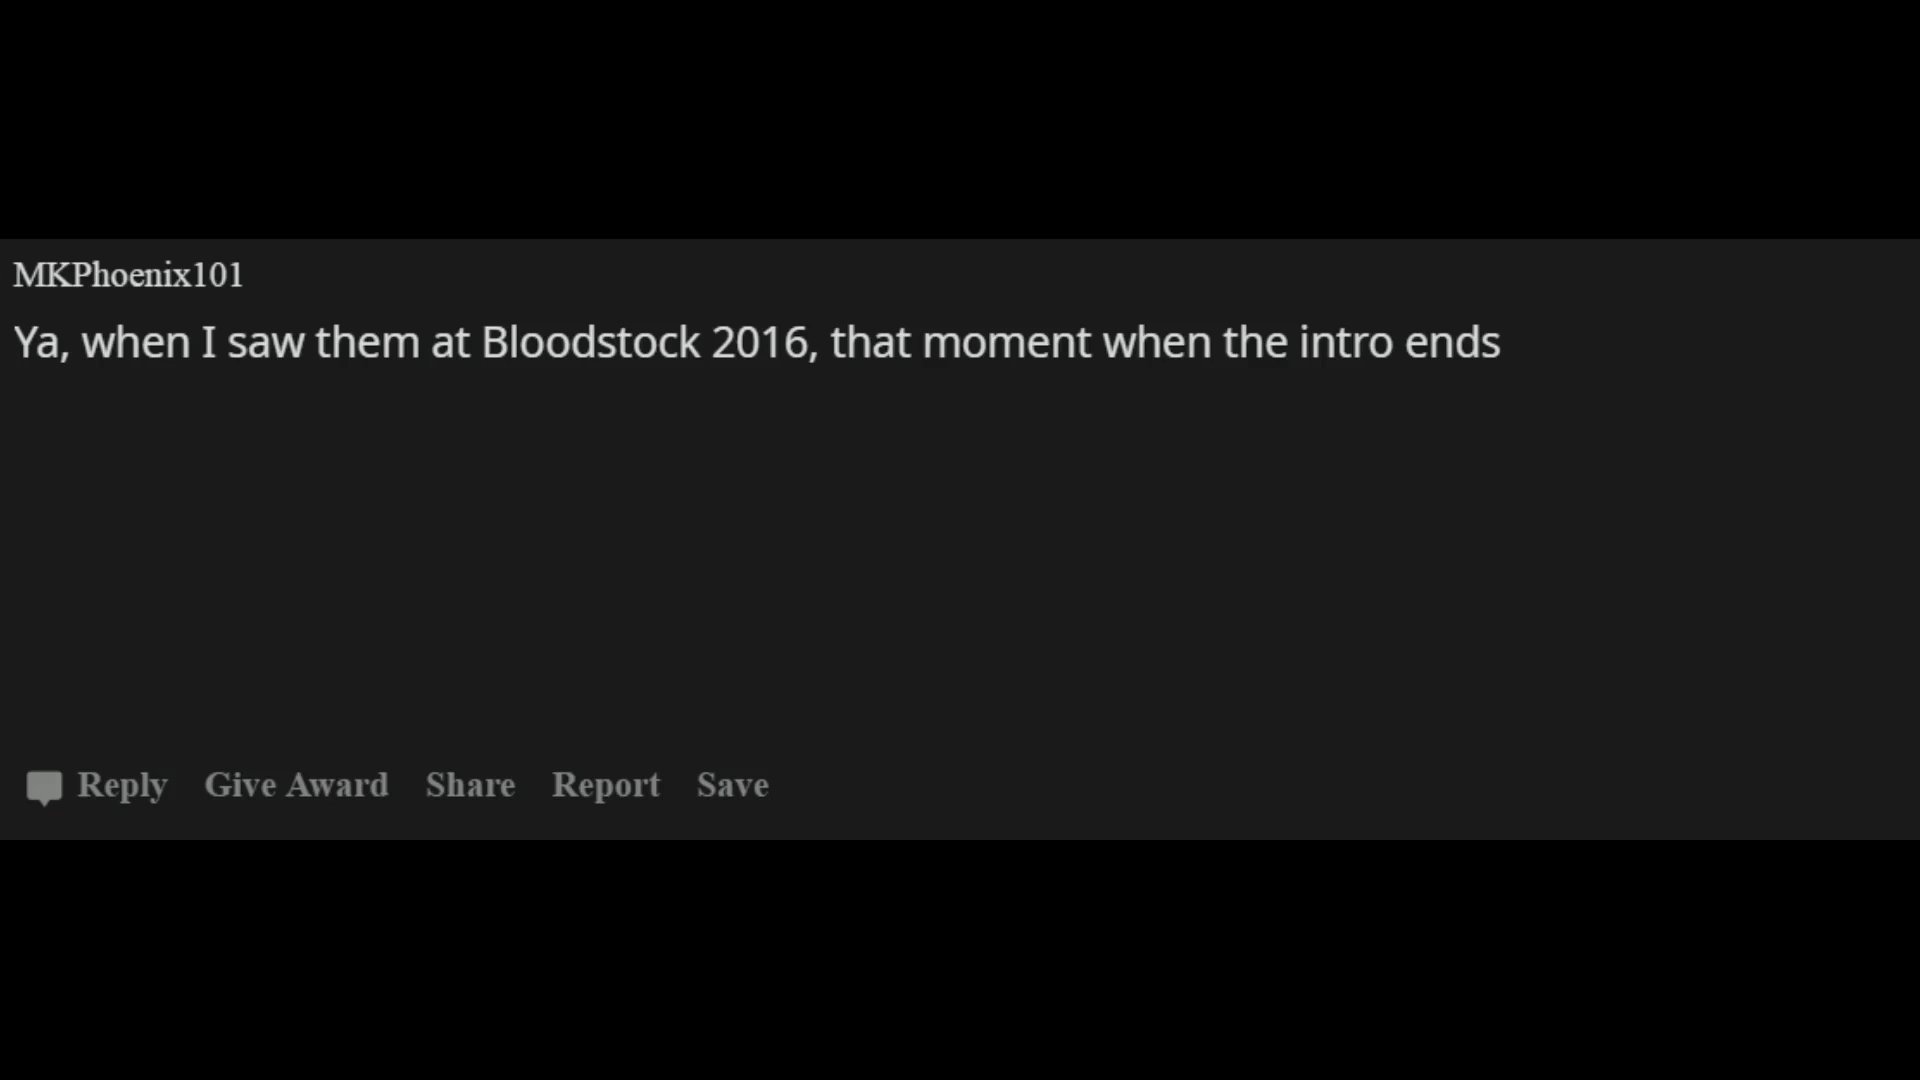 MKPhoenix101
Ya, when I saw them at Bloodstock 2016, that moment when the intro ends
Reply Give Award Share Report Save